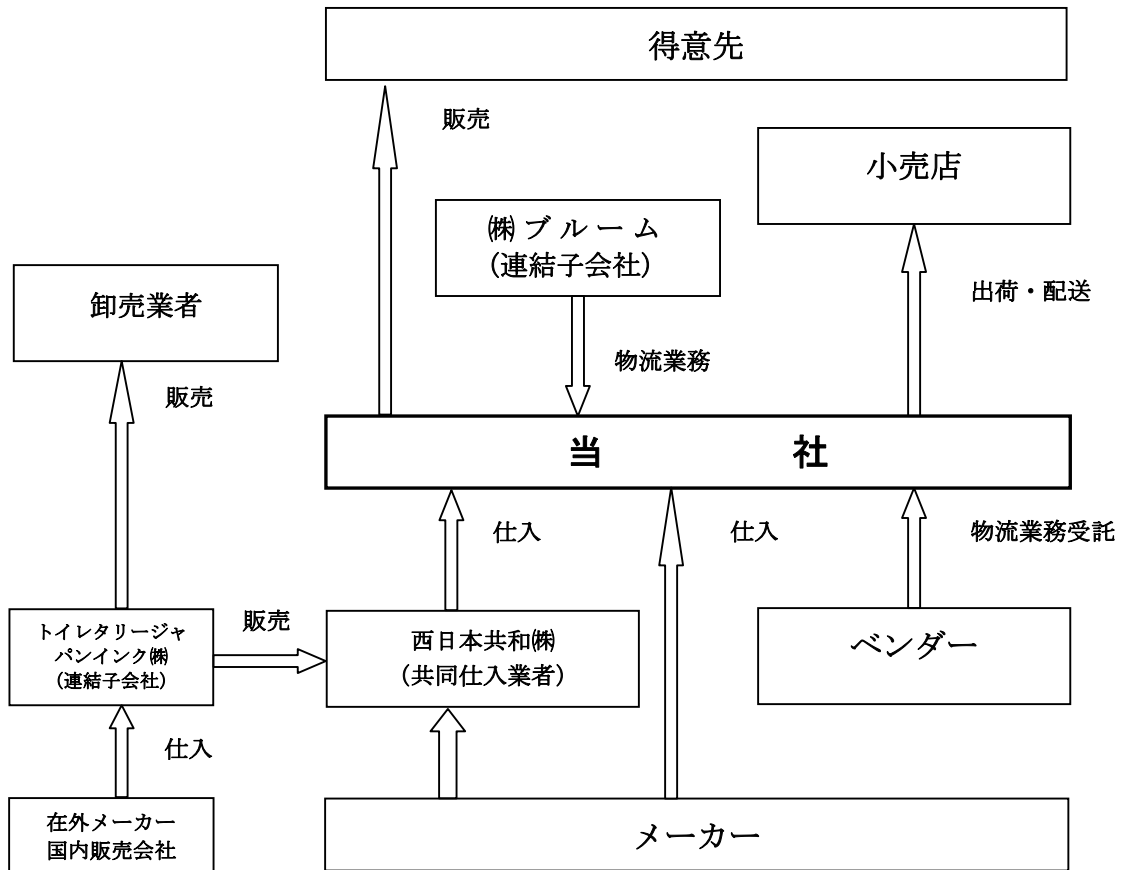 得意先
販売
小売店
㈱ブルーム
（連結子会社）
出荷・配送
卸売業者
物流業務
販売
当社
仕入
仕入
物流業務受託
トイレタリージャ
パンインク㈱
（連結子会社）
販売
西日本共和㈱
（共同仕入業者）
ベンダー
仕入
在外メーカー
国内販売会社
メーカー